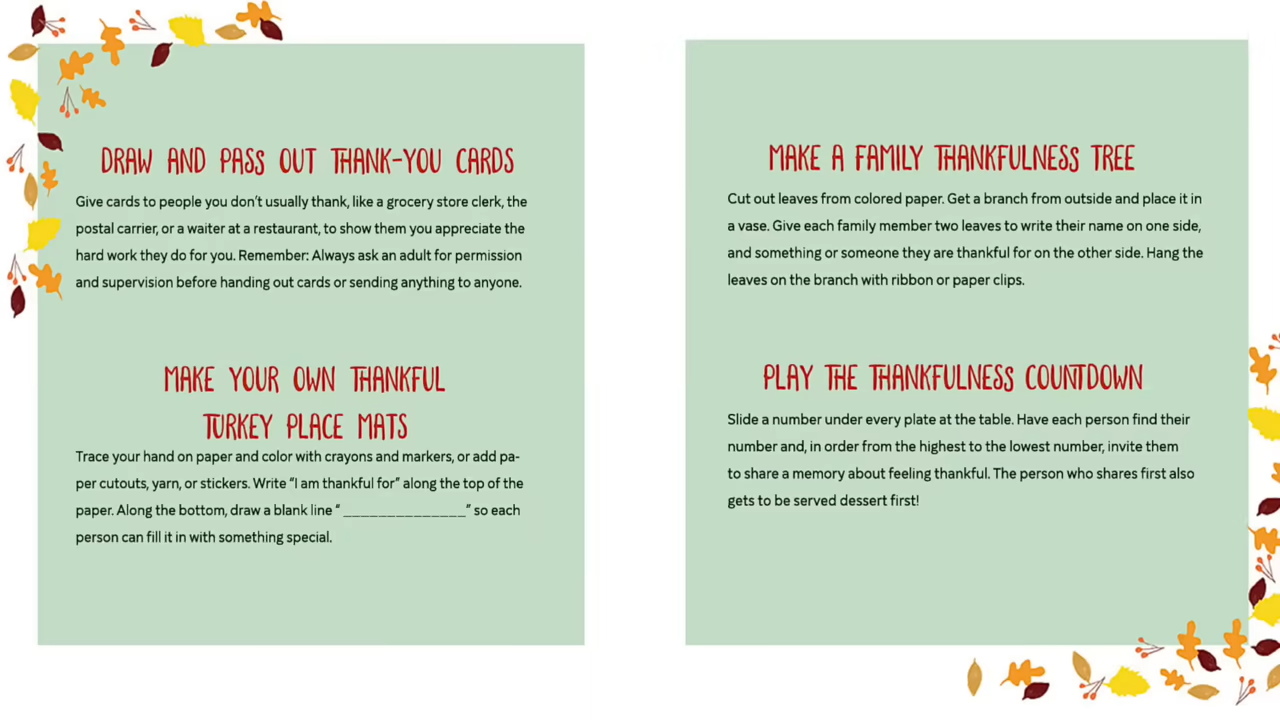 DRAW AND PASS OUT THANK-YOU CARDS
Give cards to people you don't usually thank, like a grocery store clerk, the
postal carrier, or a waiter at a restaurant, to show them you appreciate the
hard work they do for you. Remember: Always ask an adult for permission
and supervision before handing out cards or sending anything to anyone.
MAKE YOUR OWN THANKFUL
TURKEY PLACE MATS
Trace your hand on paper and color with crayons and markers, or add pa-
per cutouts, yarn, or stickers. Write “I am thankful for” along the top of the
paper. Along the bottom, draw a blank line “ _______________” so each
person can fill it in with something special.
MAKE A FAMILY THANKFULNESS TREE
Cut out leaves from colored paper. Get a branch from outside and place it in
a vase. Give each family member two leaves to write their name on one side,
and something or someone they are thankful for on the other side. Hang the
leaves on the branch with ribbon or paper clips.
PLAY THE THANKFULNESS COUNTDOWN
Slide a number under every plate at the table. Have each person find their
number and, in order from the highest to the lowest number, invite them
to share a memory about feeling thankful. The person who shares first also
gets to be served dessert first!